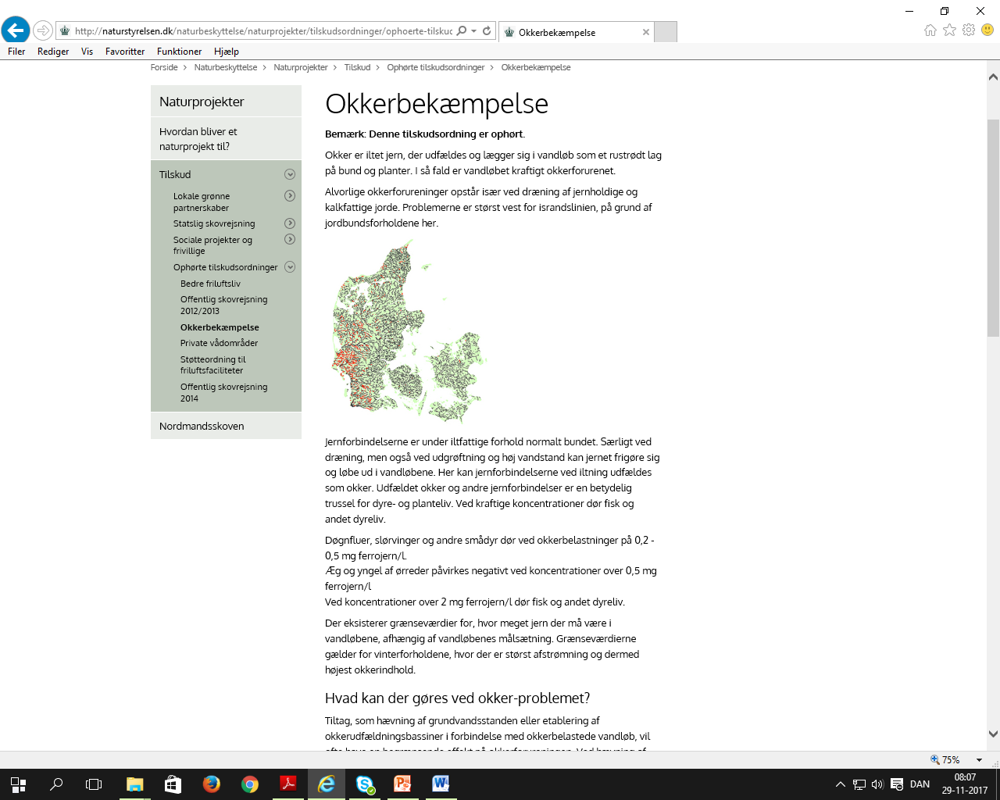 http://naturstyrelsen.dk/naturbeskyttelse/naturprojekter/tilskudsordninger/ophoerte-tilskud
Okkerbekæmpelse
Filer Rediger Vis Favoritter Funktioner Hjælp
Forside > Naturbeskyttelse > Naturprojekter > Tilskud > Ophørte tilskudsordninger > Okkerbekæmpelse
Naturprojekter
Hvordan bliver et
naturprojekt til?
Tilskud
Lokale grønne
partnerskaber
Statslig skovrejsning
Sociale projekter og
frivillige
Ophørte tilskudsordninger
Bedre friluftsliv
Offentlig skovrejsning
2012/2013
Okkerbekæmpelse
Private vådområder
Støtteordning til
friluftsfaciliteter
Offentlig skovrejsning
2014
Nordmandsskoven
Okkerbekæmpelse
Bemærk: Denne tilskudsordning er ophørt.
Okker er iltet jern, der udfældes og lægger sig i vandløb som et rustrødt lag
på bund og planter. I så fald er vandløbet kraftigt okkerforurenet.
Alvorlige okkerforureninger opstår især ved dræning af jernholdige og
kalkfattige jorde. Problemerne er størst vest for israndslinien, på grund af
jordbundsforholdene her.
Jernforbindelserne er under iltfattige forhold normalt bundet. Særligt ved
dræning, men også ved udgrøftning og høj vandstand kan jernet frigøre sig
og løbe ud i vandløbene. Her kan jernforbindelserne ved iltning udfældes
som okker. Udfældet okker og andre jernforbindelser er en betydelig
trussel for dyre- og planteliv. Ved kraftige koncentrationer dør fisk og
andet dyreliv.
Døgnfluer, slørvinger og andre smådyr dør ved okkerbelastninger på 0,2 -
0,5 mg ferrojern/l.
Æg og yngel af ørreder påvirkes negativt ved koncentrationer over 0,5 mg
ferrojern/l
Ved koncentrationer over 2 mg ferrojern/l dør fisk og andet dyreliv.
Der eksisterer grænseværdier for, hvor meget jern der må være i
vandløbene, afhængig af vandløbenes målsætning. Grænseværdierne
gælder for vinterforholdene, hvor der er størst afstrømning og dermed
højest okkerindhold.
Hvad kan der gøres ved okker-problemet?
Tiltag, som hævning af grundvandsstanden eller etablering af
okkerudfældningsbassiner i forbindelse med okkerbelastede vandløb, vil
ofte have en begrænsende effekt på okkerforureningen. Ved hævning af
75%
DAN
08:07
29-11-2017